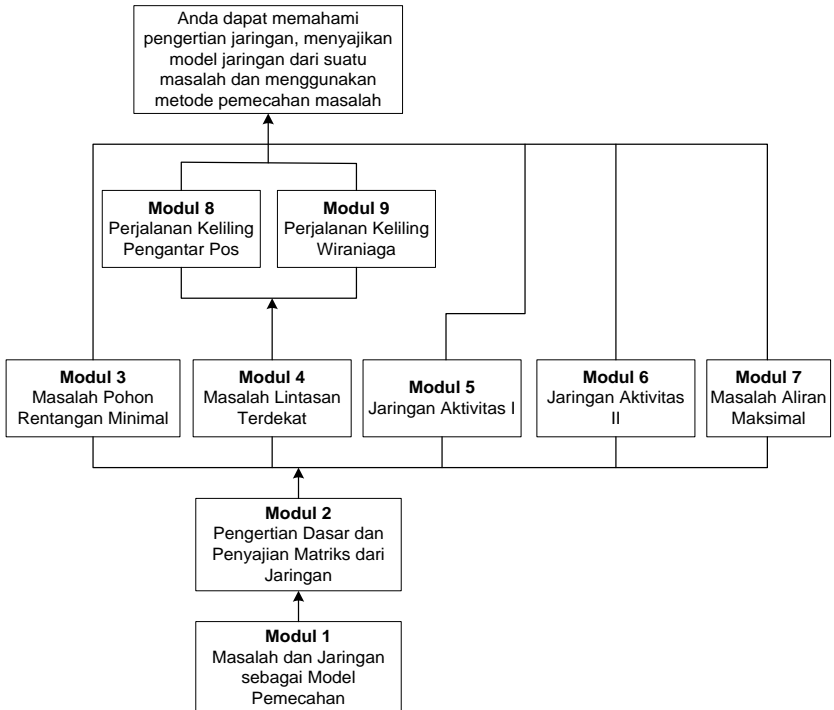 Anda dapat memahami
pengertian jaringan, menyajikan
model jaringan dari suatu
masalah dan menggunakan
metode pemecahan masalah
Modul 8
Perjalanan Keliling
Pengantar Pos
Modul 9
Perjalanan Keliling
Wiraniaga
Modul 3
Masalah Pohon
Rentangan Minimal
Modul 4
Masalah Lintasan
Terdekat
Modul 5
Jaringan Aktivitas I
Modul 6
Jaringan Aktivitas
II
Modul 7
Masalah Aliran
Maksimal
Modul 2
Pengertian Dasar dan
Penyajian Matriks dari
Jaringan
Modul 1
Masalah dan Jaringan
sebagai Model
Pemecahan